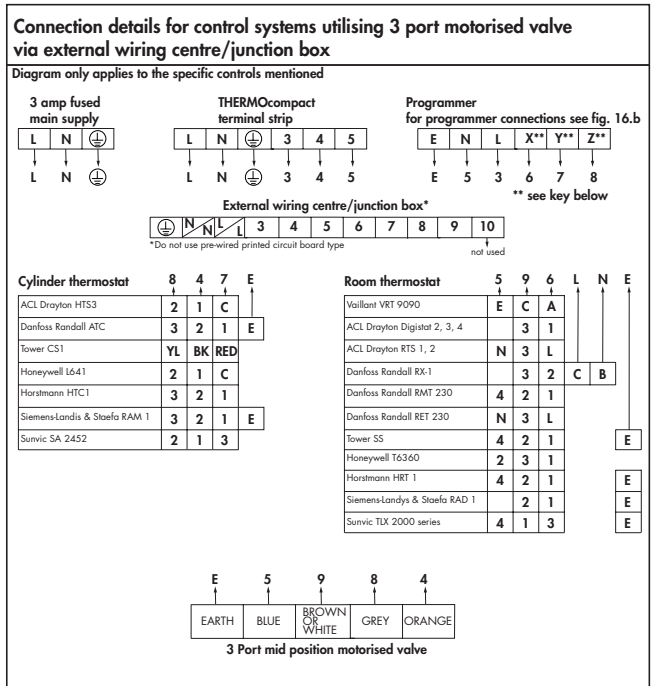 Connection details for control systems utilising 3 port motorised valve
via external wiring centre/junction box
Diagram only applies to the specific controls mentioned
3 amp fused
main supply
L N
L N
THERMOcompact
terminal strip
L N 3 4 5
L N 3 4 5
Programmer
for programmer connections see fig. 16.b
E N L X** Y** Z**
E 5 3 6 7 8
** see key below
External wiring centre/junction box*
N N L L 3 4 5 6 7 8 9 10
*Do not use pre-wired printed circuit board type
not used
Cylinder thermostat 8 4 7 E
ACL Drayton HTS3 2 1 C
Danfoss Randall ATC 3 2 1 E
Tower CS1 YL BK RED
Honeywell L641 2 1 C
Horstmann HTC1 3 2 1
Siemens-Landis & Staefa RAM 1 3 2 1 E
Sunvic SA 2452 2 1 3
Room thermostat 5 9 6 L N E
Vaillant VRT 9090 E C A
ACL Drayton Digistat 2, 3, 4 3 1
ACL Drayton RTS 1, 2 N 3 L
Danfoss Randall RX-1 3 2 C B
Danfoss Randall RMT 230 4 2 1
Danfoss Randall RET 230 N 3 L
Tower SS 4 2 1 E
Honeywell T6360 2 3 1
Horstmann HRT 1 4 2 1 E
Siemens-Landys & Staefa RAD 1 2 1 E
Sunvic TLX 2000 series 4 1 3 E
E 5 9 8 4
EARTH BLUE BROWN OR WHITE GREY ORANGE
3 Port mid position motorised valve